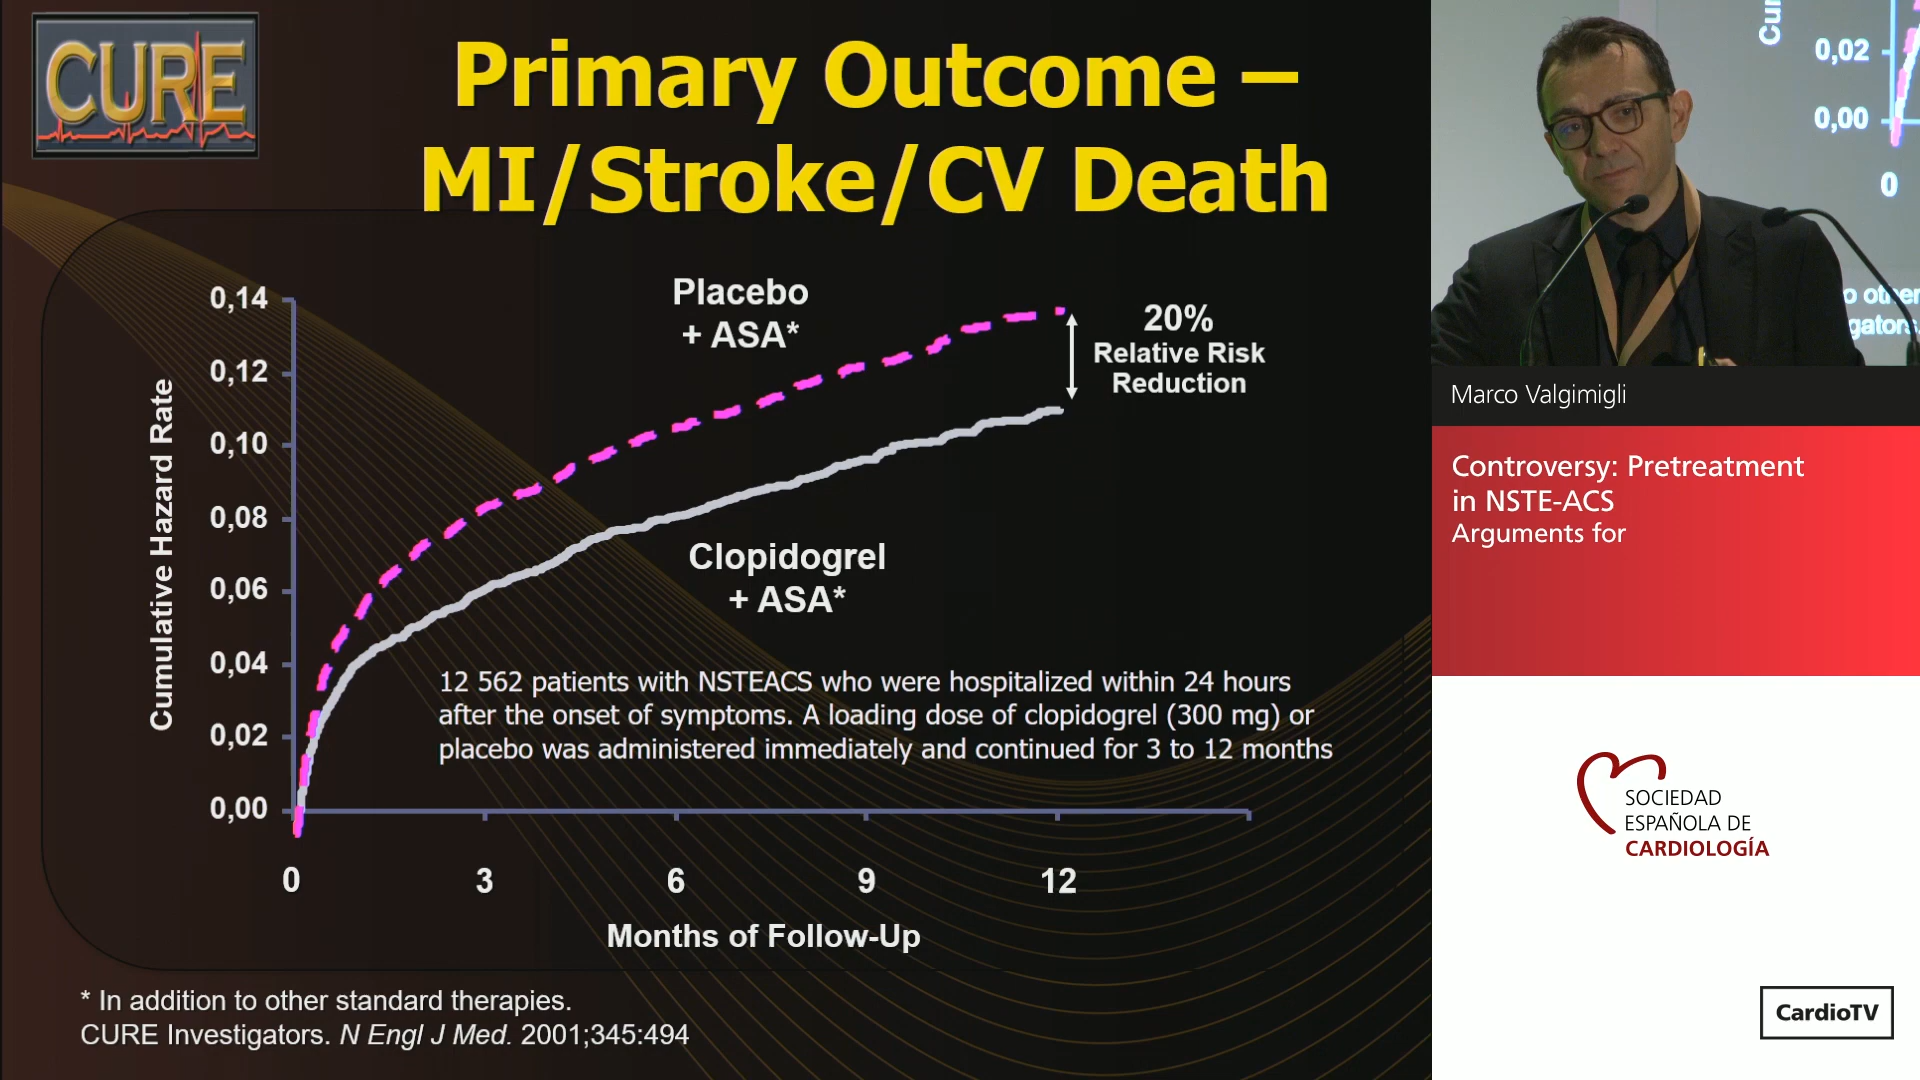 CURE
Primary Outcome –
MI/Stroke/CV Death
Cumulative Hazard Rate
0,14
0,12
0,10
0,08
0,06
0,04
0,02
0,00
0
3
6
9
12
Months of Follow-Up
Placebo
+ ASA*
20%
Relative Risk
Reduction
Clopidogrel
+ ASA*
12 562 patients with NSTEACS who were hospitalized within 24 hours
after the onset of symptoms. A loading dose of clopidogrel (300 mg) or
placebo was administered immediately and continued for 3 to 12 months
* In addition to other standard therapies.
CURE Investigators. N Engl J Med. 2001;345:494
Cur
0,02
0,00
0
o other
gators.
Marco Valgimigli
Controversy: Pretreatment
in NSTE-ACS
Arguments for
SOCIEDAD
ESPAÑOLA DE
CARDIOLOGÍA
CardioTV